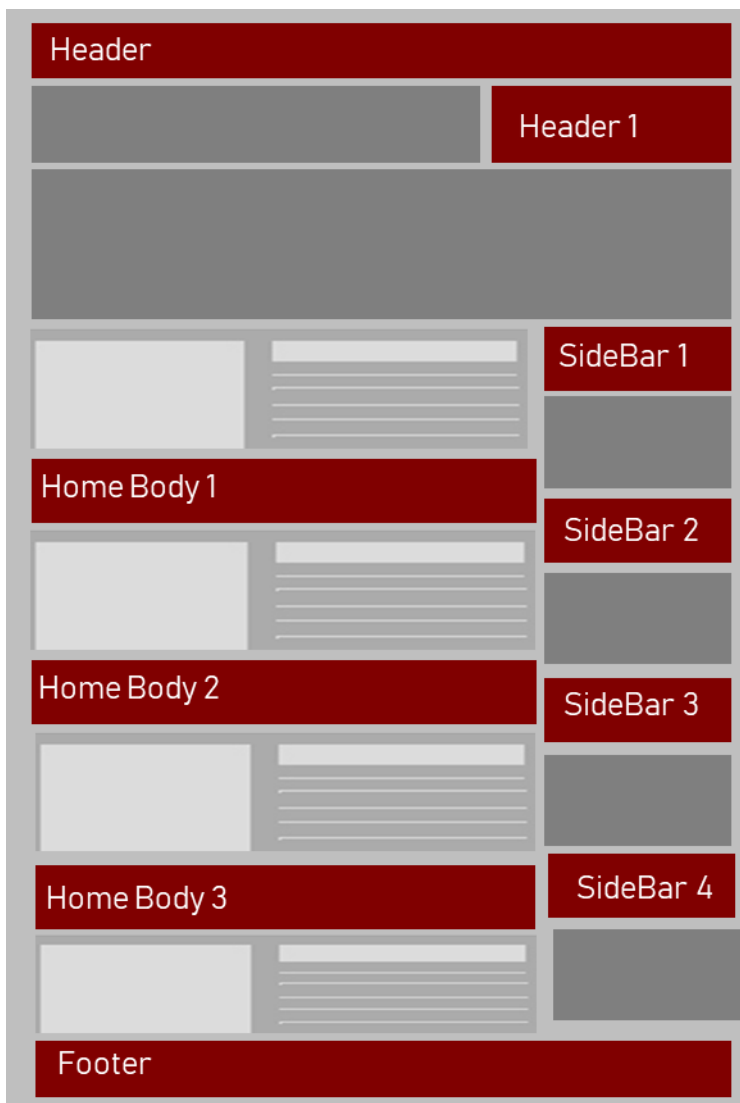 Header
Header 1
SideBar 1
Home Body 1
SideBar 2
Home Body 2
SideBar 3
Home Body 3
SideBar 4
Footer